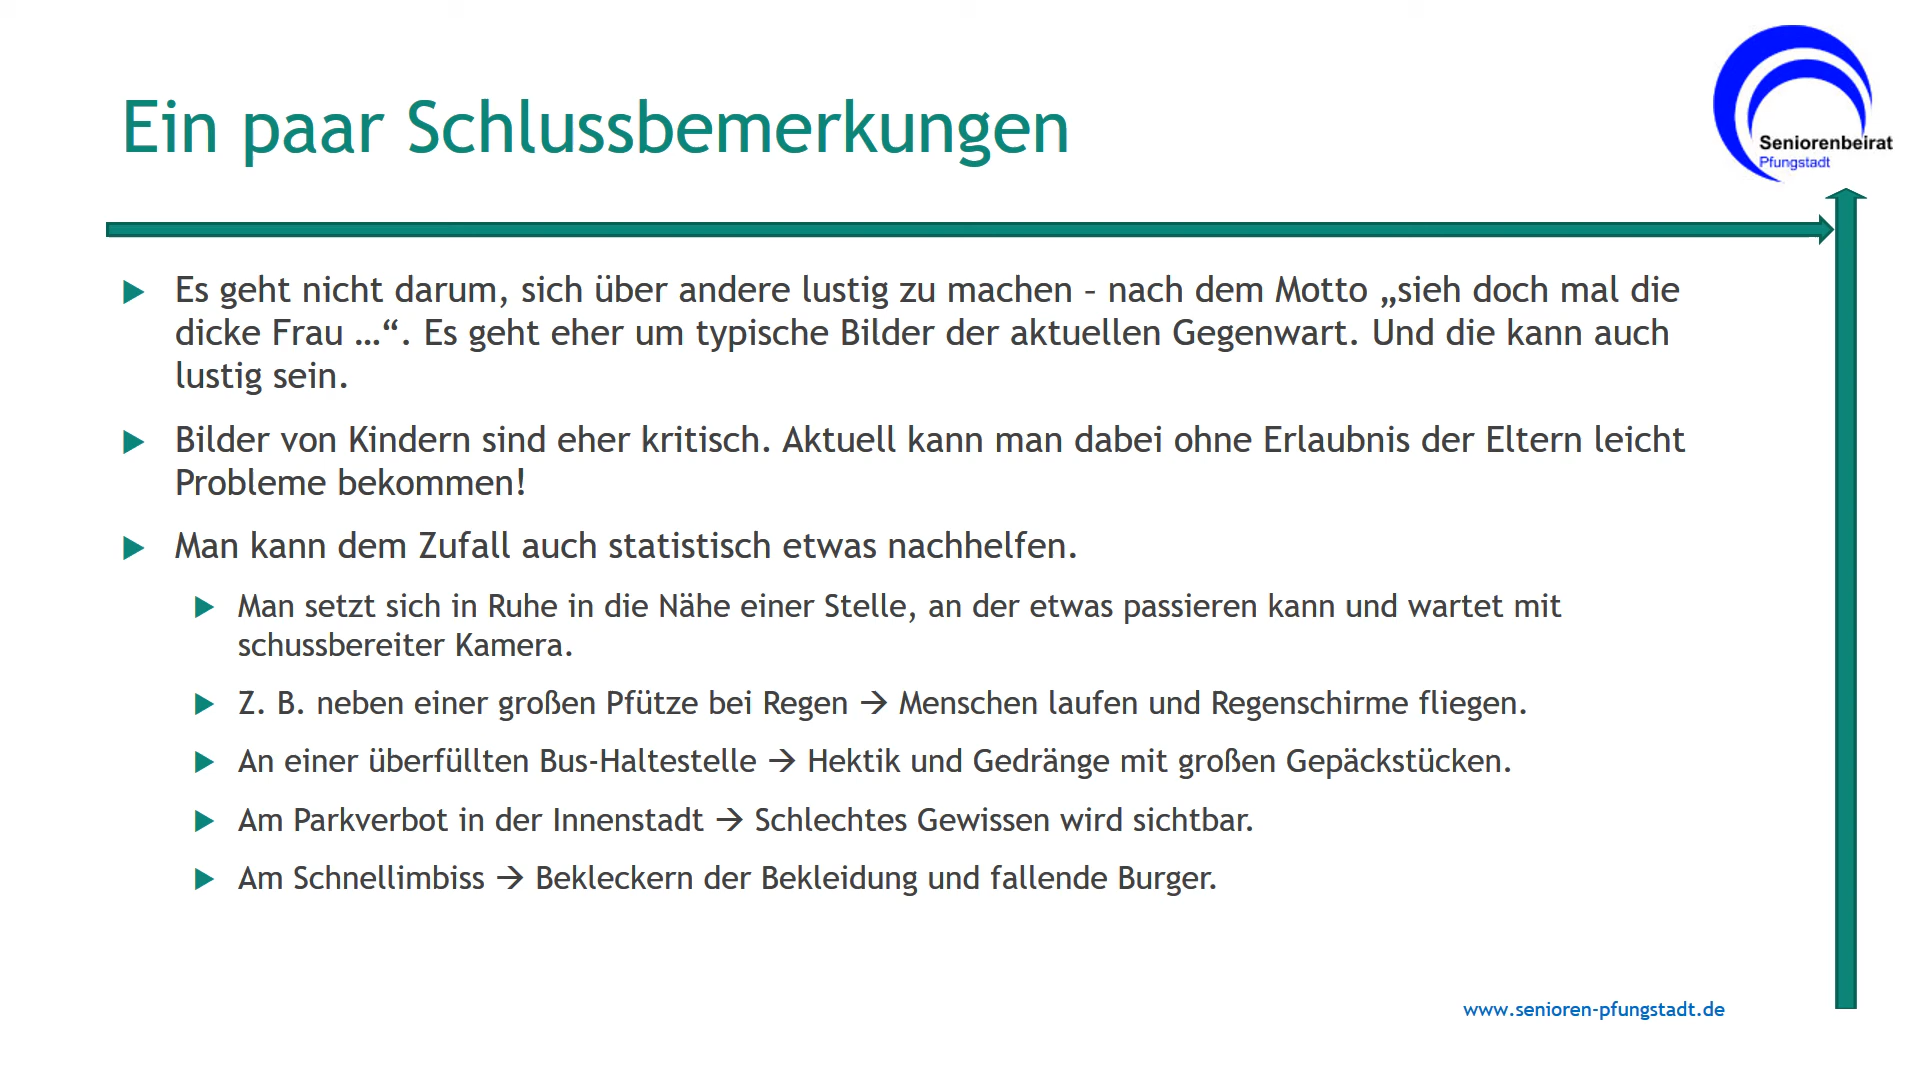 Ein paar Schlussbemerkungen
Seniorenbeirat
Pfungstadt
Es geht nicht darum, sich über andere lustig zu machen – nach dem Motto „sieh doch mal die
dicke Frau …“. Es geht eher um typische Bilder der aktuellen Gegenwart. Und die kann auch
lustig sein.
Bilder von Kindern sind eher kritisch. Aktuell kann man dabei ohne Erlaubnis der Eltern leicht
Probleme bekommen!
Man kann dem Zufall auch statistisch etwas nachhelfen.
Man setzt sich in Ruhe in die Nähe einer Stelle, an der etwas passieren kann und wartet mit
schussbereiter Kamera.
Z. B. neben einer großen Pfütze bei Regen → Menschen laufen und Regenschirme fliegen.
An einer überfüllten Bus-Haltestelle → Hektik und Gedränge mit großen Gepäckstücken.
Am Parkverbot in der Innenstadt → Schlechtes Gewissen wird sichtbar.
Am Schnellimbiss → Bekleckern der Bekleidung und fallende Burger.
www.senioren-pfungstadt.de